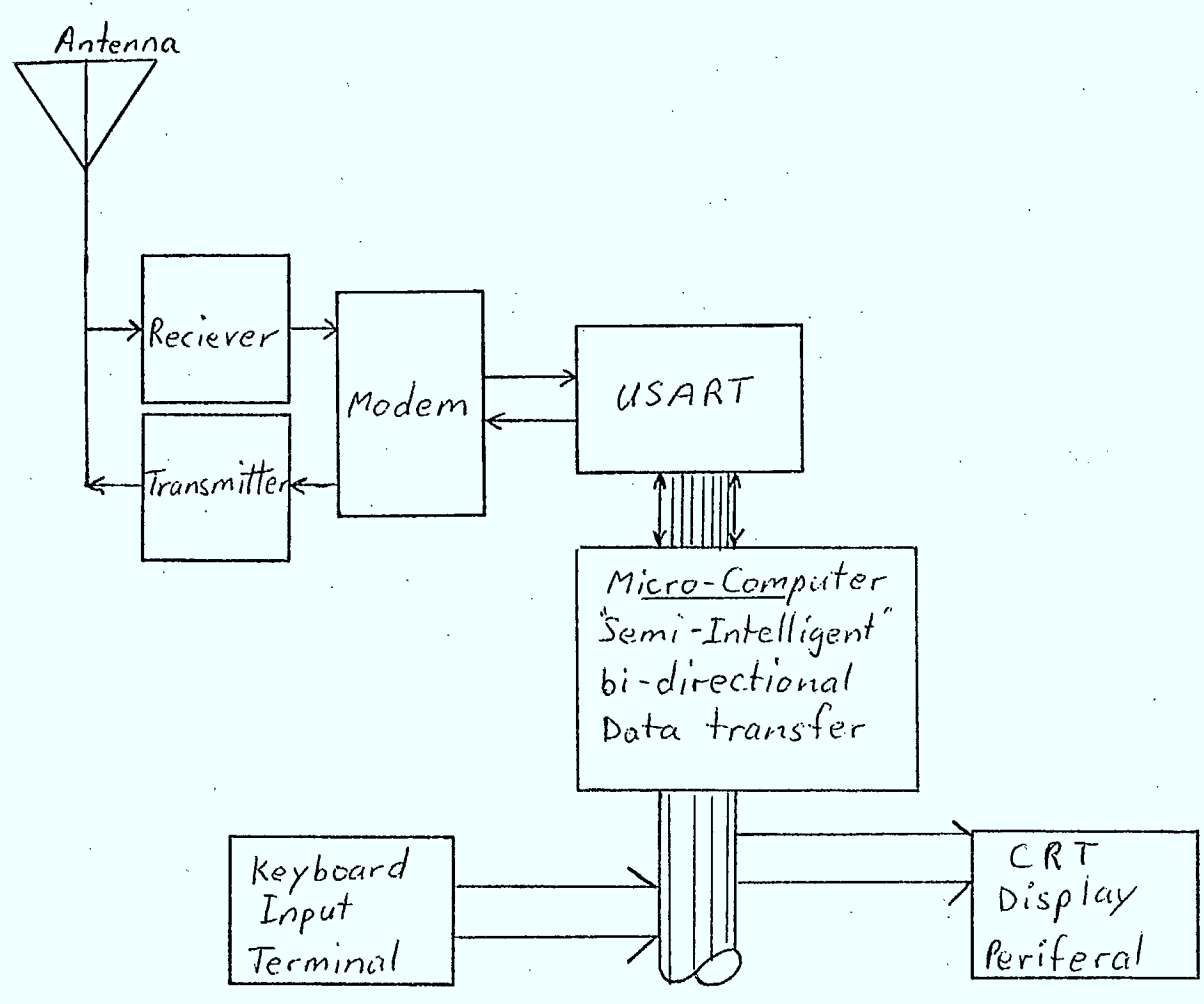 Antenna
Reciever
Transmitter
Modem
USART
Micro-Computer
"Semi-Intelligent"
bi-directional
Data transfer
Keyboard
Input
Terminal
CRT
Display
Periferal